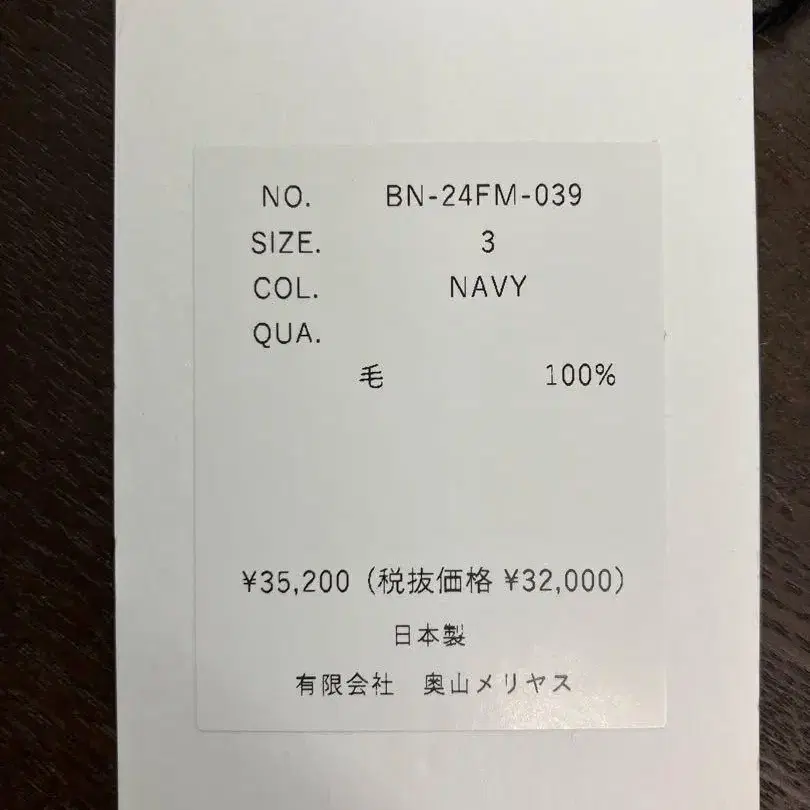 NO. BN-24FM-039
SIZE. 3
COL. NAVY
QUA.
毛 100%
¥35,200 (税抜価格 ¥32,000)
日本製
有限会社 奥山メリヤス